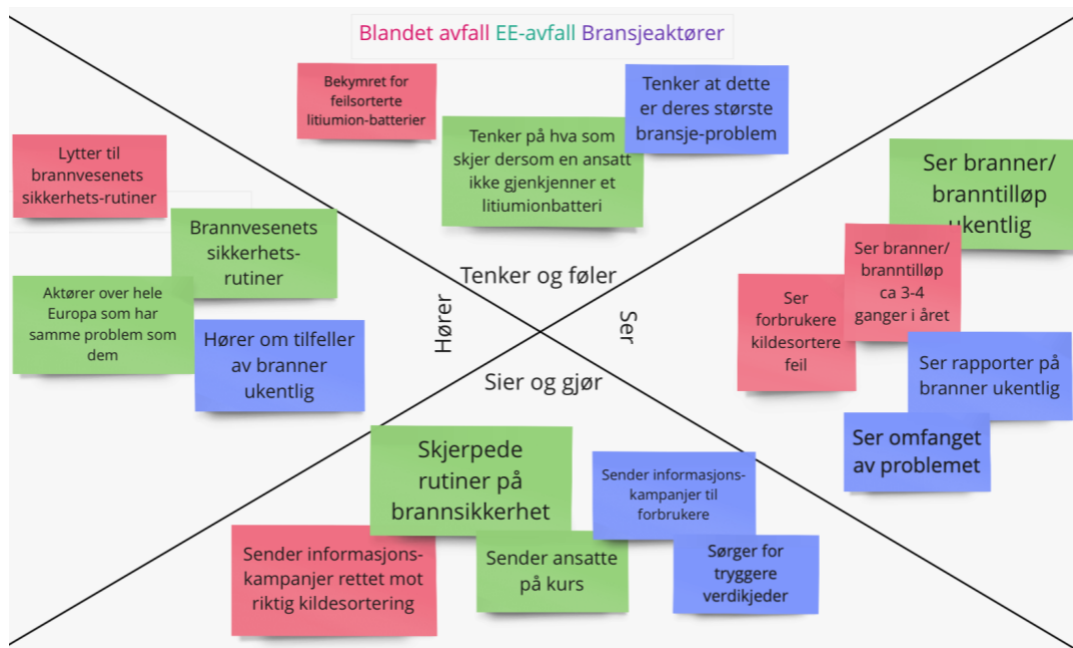 Blandet avfall EE-avfall Bransjeaktører
Bekymret for
feilsorterte
litiumion-batterier
Tenker på hva som
skjer dersom en ansatt
ikke gjenkjenner et
litiumionbatteri
Tenker at dette
er deres største
bransje-problem
Tenker og føler
Lytter til
brannvesenets
sikkerhets-rutiner
Brannvesenets
sikkerhets-
rutiner
Aktører over hele
Europa som har
samme problem som
dem
Hører om tilfeller
av branner
ukentlig
Hører
Ser
Ser branner/
branntilløp
ukentlig
Ser branner/
branntilløp
ca 3-4
ganger i året
Ser
forbrukere
kildesortere
feil
Ser rapporter på
branner ukentlig
Ser omfanget
av problemet
Sier og gjør
Skjerpede
rutiner på
brannsikkerhet
Sender informasjons-
kampanjer til
forbrukere
Sender informasjons-
kampanjer rettet mot
riktig kildesortering
Sender ansatte
på kurs
Sørger for
tryggere
verdikjeder